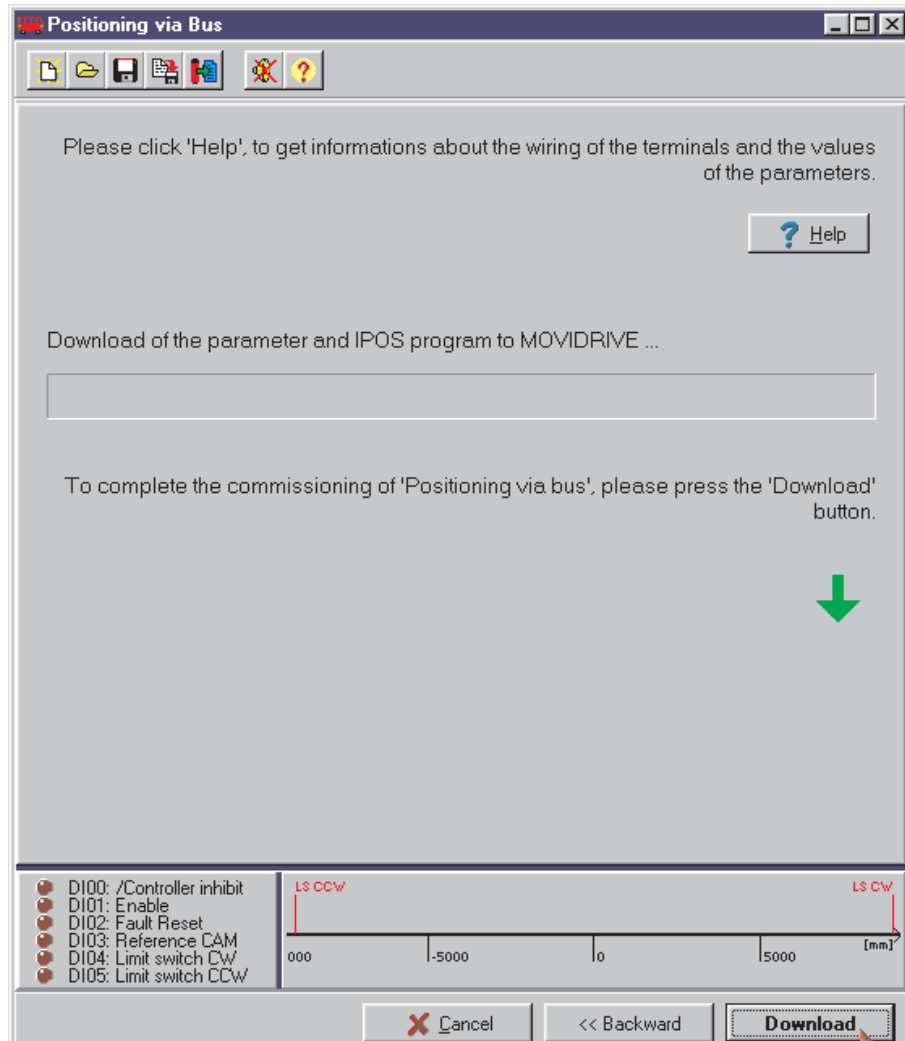 Positioning via Bus
Please click 'Help', to get informations about the wiring of the terminals and the values
of the parameters.
? Help
Download of the parameter and IPOS program to MOVIDRIVE ...
To complete the commissioning of 'Positioning via bus', please press the 'Download'
button.
DI00: /Controller inhibit
DI01: Enable
DI02: Fault Reset
DI03: Reference CAM
DI04: Limit switch CW
DI05: Limit switch CCW
LS CCW
LS CW
000
-5000
0
5000
[mm]
Cancel
<< Backward
Download